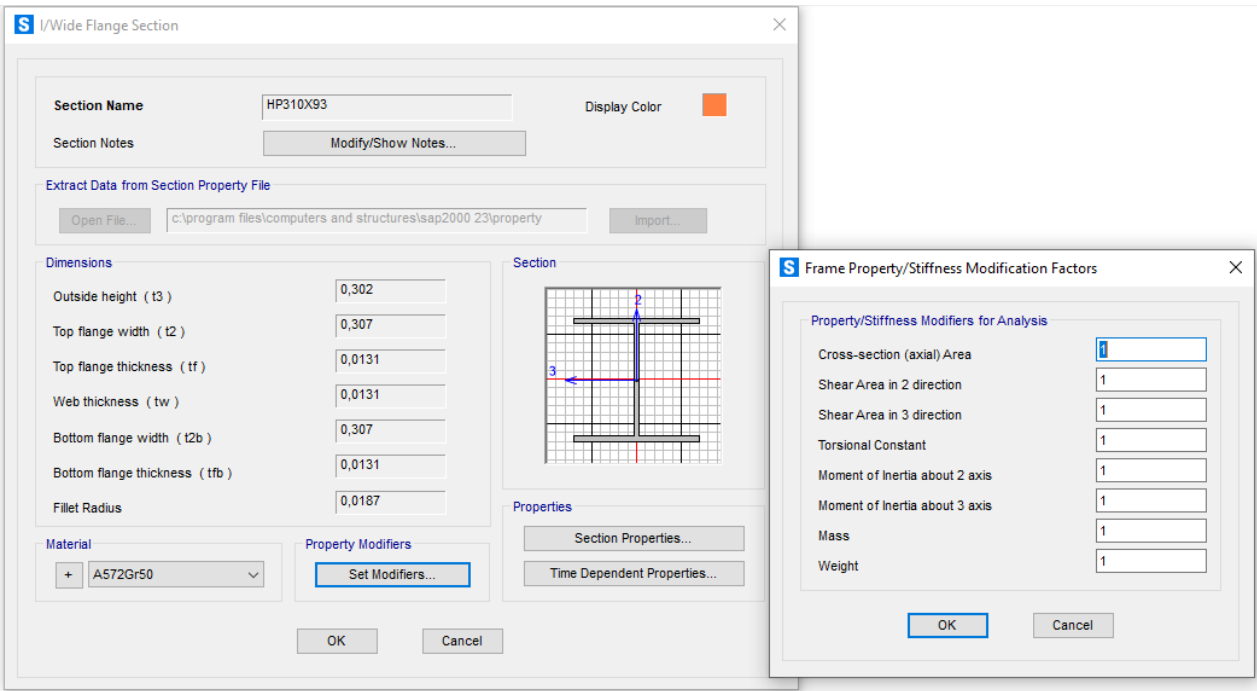 S I/Wide Flange Section
Section Name HP310X93 Display Color
Section Notes Modify/Show Notes...
Extract Data from Section Property File
Open File... c:\program files\computers and structures\sap2000 23\property Import...
Dimensions
Outside height ( t3 ) 0,302
Top flange width ( t2 ) 0,307
Top flange thickness ( tf ) 0,0131
Web thickness ( tw ) 0,0131
Bottom flange width ( t2b ) 0,307
Bottom flange thickness ( tfb ) 0,0131
Fillet Radius 0,0187
Section
2
3
Properties
Section Properties...
Time Dependent Properties...
Material
+ A572Gr50
Property Modifiers
Set Modifiers...
OK Cancel
S Frame Property/Stiffness Modification Factors
Property/Stiffness Modifiers for Analysis
Cross-section (axial) Area 1
Shear Area in 2 direction 1
Shear Area in 3 direction 1
Torsional Constant 1
Moment of Inertia about 2 axis 1
Moment of Inertia about 3 axis 1
Mass 1
Weight 1
OK Cancel